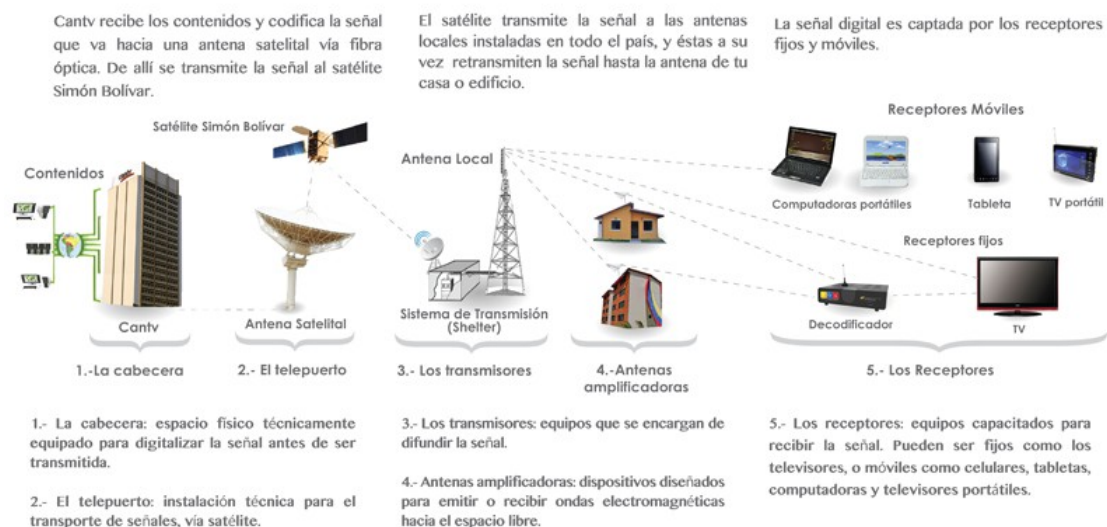 Cantv recibe los contenidos y codifica la señal
que va hacia una antena satelital vía fibra
óptica. De allí se transmite la señal al satélite
Simón Bolívar.
El satélite transmite la señal a las antenas
locales instaladas en todo el país, y éstas a su
vez retransmiten la señal hasta la antena de tu
casa o edificio.
La señal digital es captada por los receptores
fijos y móviles.
Satélite Simón Bolívar
Antena Local
Receptores Móviles
Contenidos
Computadoras portátiles
Tableta
TV portátil
Receptores fijos
Cantv
Antena Satelital
Sistema de Transmisión
(Shelter)
Decodificador
TV
1.-La cabecera
2.- El telepuerto
3.- Los transmisores
4.-Antenas
amplificadoras
5.- Los Receptores
1.- La cabecera: espacio físico técnicamente
equipado para digitalizar la señal antes de ser
transmitida.
2.- El telepuerto: instalación técnica para el
transporte de señales, vía satélite.
3.- Los transmisores: equipos que se encargan de
difundir la señal.
4.- Antenas amplificadoras: dispositivos diseñados
para emitir o recibir ondas electromagnéticas
hacia el espacio libre.
5.- Los receptores: equipos capacitados para
recibir la señal. Pueden ser fijos como los
televisores, o móviles como celulares, tabletas,
computadoras y televisores portátiles.